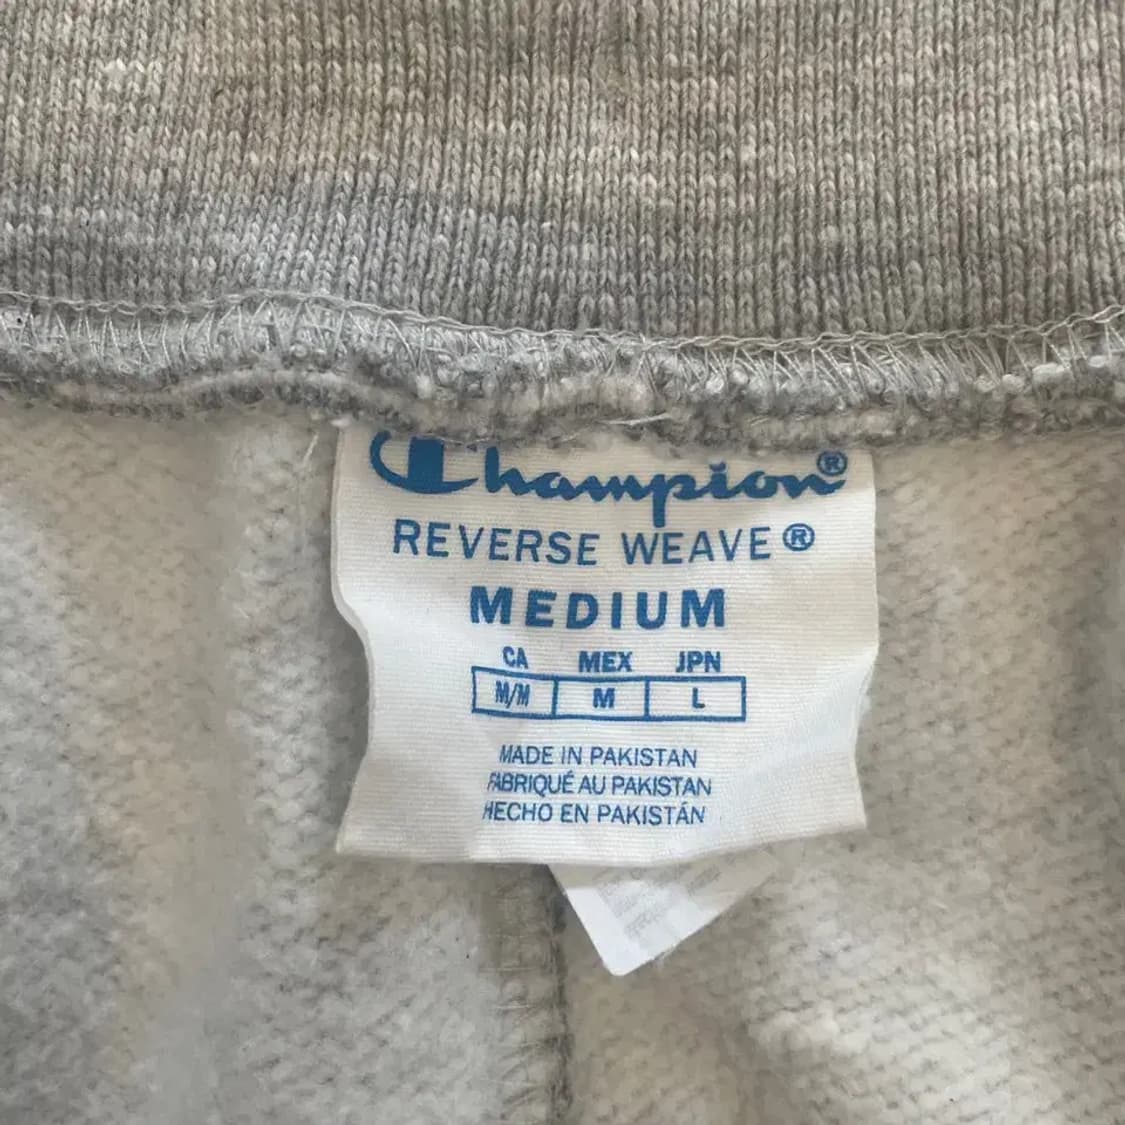 Champion®
REVERSE WEAVE®
MEDIUM
CA MEX JPN
M/M M L
MADE IN PAKISTAN
FABRIQUÉ AU PAKISTAN
HECHO EN PAKISTÁN